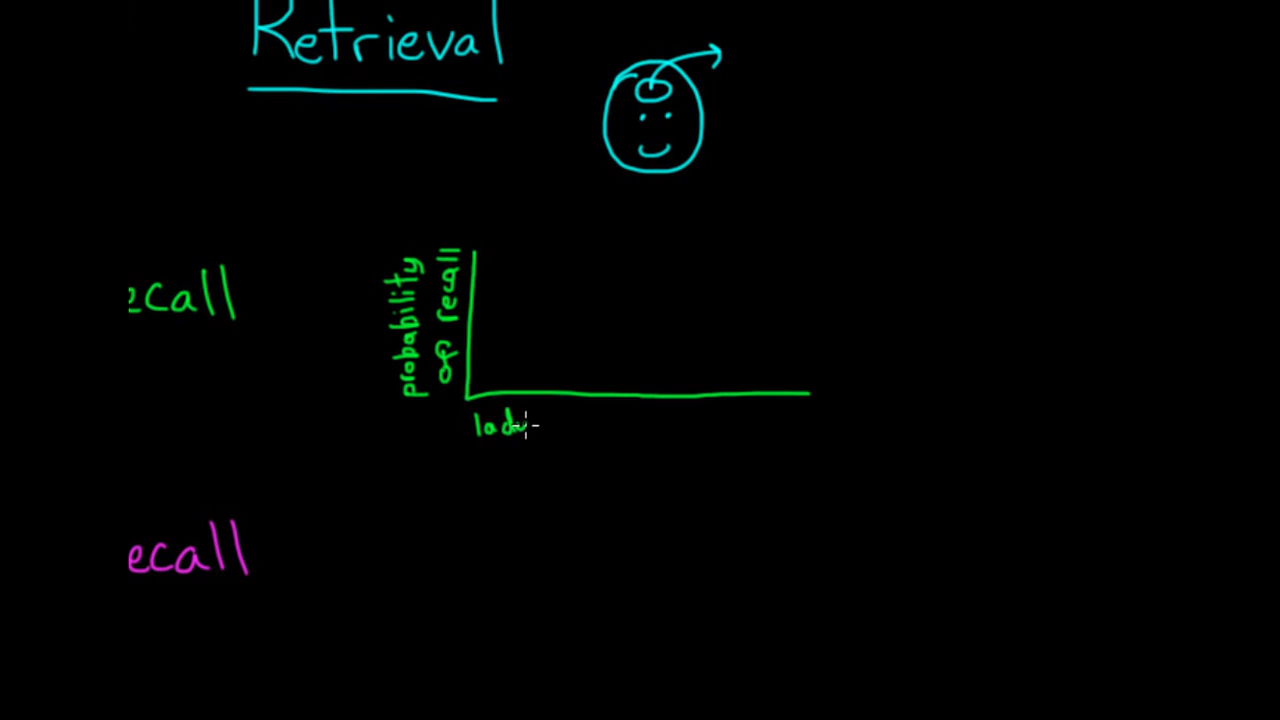 Retrieval
ecall
probability
of recall
ecall